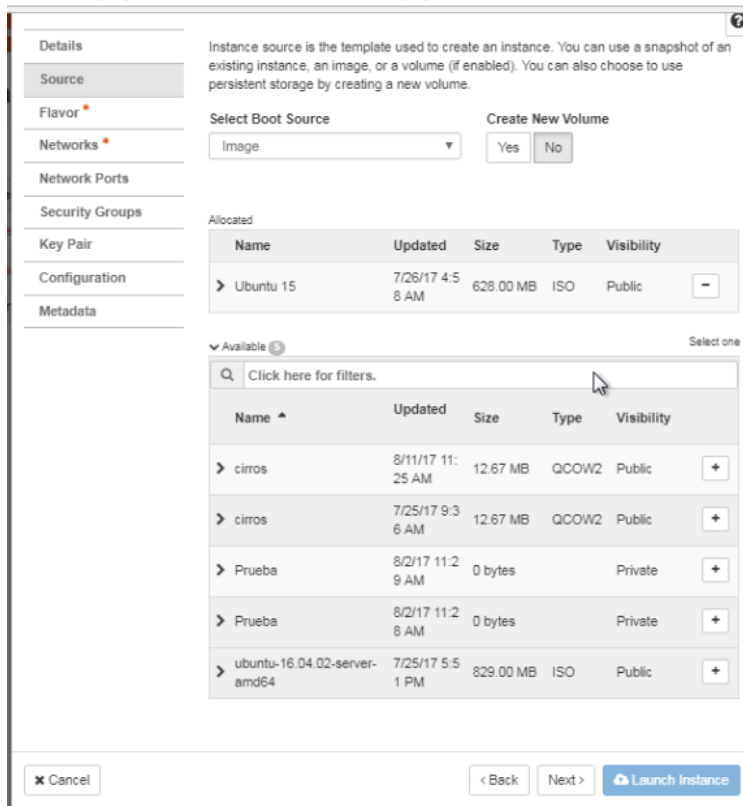 Details
Source
Flavor *
Networks *
Network Ports
Security Groups
Key Pair
Configuration
Metadata
?
Instance source is the template used to create an instance. You can use a snapshot of an
existing instance, an image, or a volume (if enabled). You can also choose to use
persistent storage by creating a new volume.
Select Boot Source
Create New Volume
Image
Yes
No
Allocated
Name Updated Size Type Visibility
Ubuntu 15 7/26/17 4:5
8 AM 628.00 MB ISO Public -
Available 5
Select one
Click here for filters.
Name Updated Size Type Visibility
cirros 8/11/17 11:
25 AM 12.67 MB QCOW2 Public +
cirros 7/25/17 9:3
6 AM 12.67 MB QCOW2 Public +
Prueba 8/2/17 11:2
9 AM 0 bytes Private +
Prueba 8/2/17 11:2
8 AM 0 bytes Private +
ubuntu-16.04.02-server- 7/25/17 5:5
amd64 1 PM 829.00 MB ISO Public +
× Cancel
< Back
Next >
Launch Instance